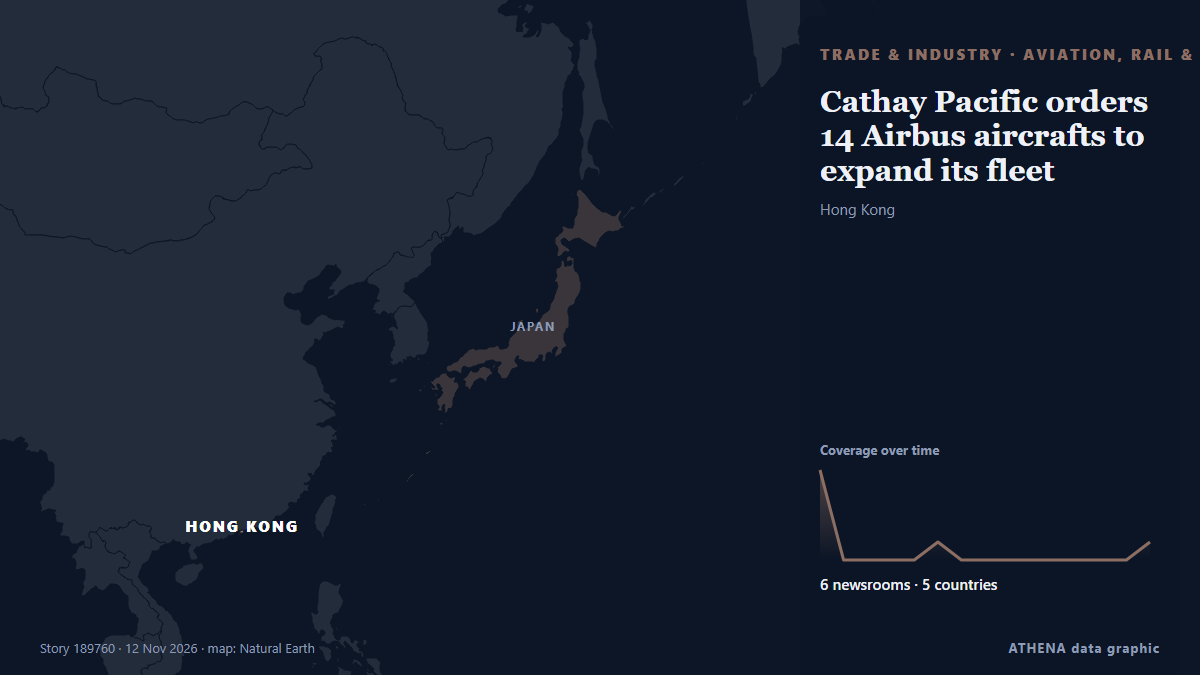 TRADE & INDUSTRY · AVIATION, RAIL &
Cathay Pacific orders
14 Airbus aircrafts to
expand its fleet
Hong Kong
JAPAN
HONG KONG
Coverage over time
6 newsrooms · 5 countries
Story 189760 · 12 Nov 2026 · map: Natural Earth
ATHENA data graphic